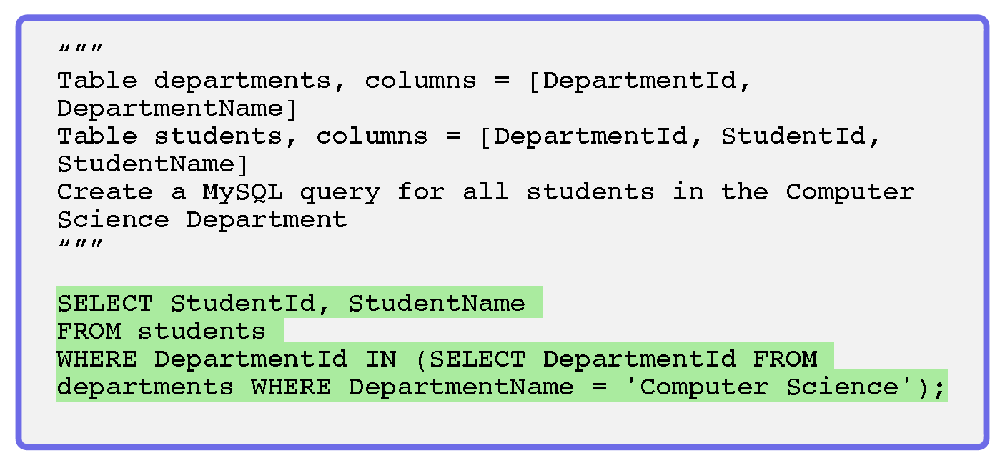 “””
Table departments, columns = [DepartmentId,
DepartmentName]
Table students, columns = [DepartmentId, StudentId,
StudentName]
Create a MySQL query for all students in the Computer
Science Department
“””
SELECT StudentId, StudentName
FROM students
WHERE DepartmentId IN (SELECT DepartmentId FROM
departments WHERE DepartmentName = 'Computer Science');